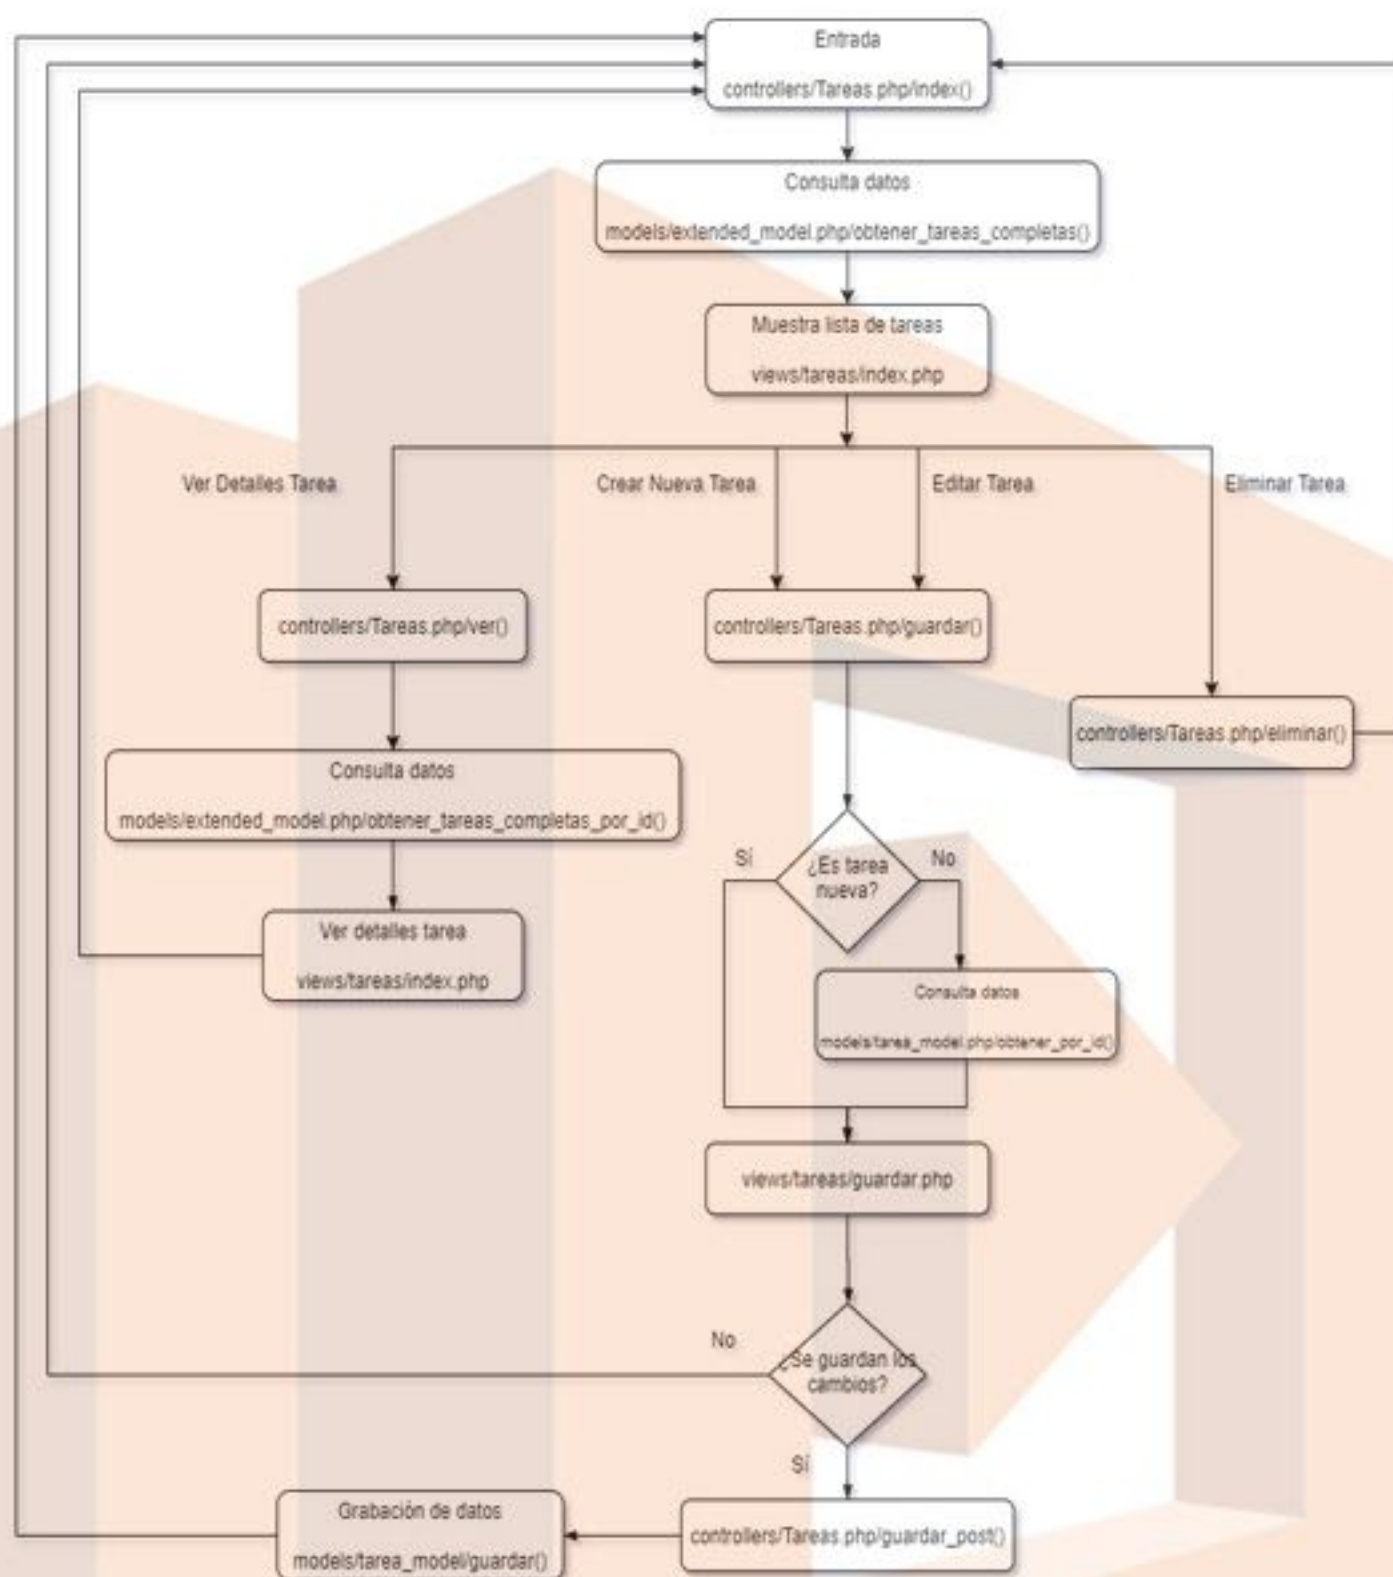 Entrada
controllers/Tareas.php/index()
Consulta datos
models/extended_model.php/obtener_tareas_completas()
Muestra lista de tareas
views/tareas/index.php
Ver Detalles Tarea
Crear Nueva Tarea
Editar Tarea
Eliminar Tarea
controllers/Tareas.php/ver()
controllers/Tareas.php/guardar()
controllers/Tareas.php/eliminar()
Consulta datos
models/extended_model.php/obtener_tareas_completas_por_id()
Sí
¿Es tarea
nueva?
No
Ver detalles tarea
views/tareas/index.php
Consulta datos
models/tarea_model.php/obtener_por_id()
views/tareas/guardar.php
No
¿Se guardan los
cambios?
Sí
Grabación de datos
models/tarea_model/guardar()
controllers/Tareas.php/guardar_post()